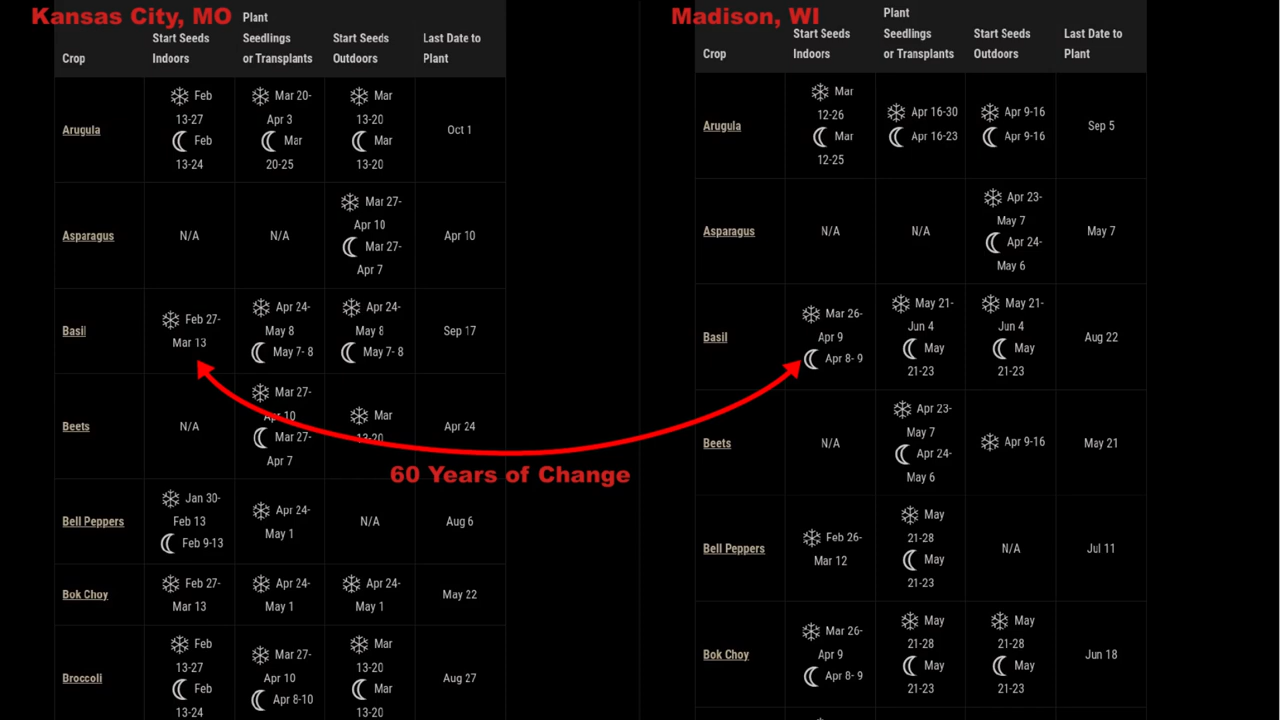 Kansas City, MO
Crop
Start Seeds
Indoors
Plant
Seedlings
or Transplants
Start Seeds
Outdoors
Last Date to
Plant
Arugula
Feb
13-27
Feb
13-24
Mar 20-
Apr 3
Mar
20-25
Mar
13-20
Mar
13-20
Oct 1
Asparagus
N/A
N/A
Mar 27-
Apr 10
Mar 27-
Apr 7
Apr 10
Basil
Feb 27-
Mar 13
Apr 24-
May 8
May 7- 8
Apr 24-
May 8
May 7- 8
Sep 17
Beets
N/A
Mar 27-
Apr 10
Mar 27-
Apr 7
Mar
13-20
Apr 24
Bell Peppers
Jan 30-
Feb 13
Feb 9-13
Apr 24-
May 1
N/A
Aug 6
Bok Choy
Feb 27-
Mar 13
Apr 24-
May 1
Apr 24-
May 1
May 22
Broccoli
Feb
13-27
Feb
13-24
Mar 27-
Apr 10
Apr 8-10
Mar
13-20
Mar
13-20
Aug 27
60 Years of Change
Madison, WI
Crop
Start Seeds
Indoors
Plant
Seedlings
or Transplants
Start Seeds
Outdoors
Last Date to
Plant
Arugula
Mar
12-26
Mar
12-25
Apr 16-30
Apr 16-23
Apr 9-16
Apr 9-16
Sep 5
Asparagus
N/A
N/A
Apr 23-
May 7
Apr 24-
May 6
May 7
Basil
Mar 26-
Apr 9
Apr 8- 9
May 21-
Jun 4
May
21-23
May 21-
Jun 4
May
21-23
Aug 22
Beets
N/A
Apr 23-
May 7
Apr 24-
May 6
Apr 9-16
May 21
Bell Peppers
Feb 26-
Mar 12
May
21-28
May
21-23
N/A
Jul 11
Bok Choy
Mar 26-
Apr 9
Apr 8- 9
May
21-28
May
21-23
May
21-28
May
21-23
Jun 18